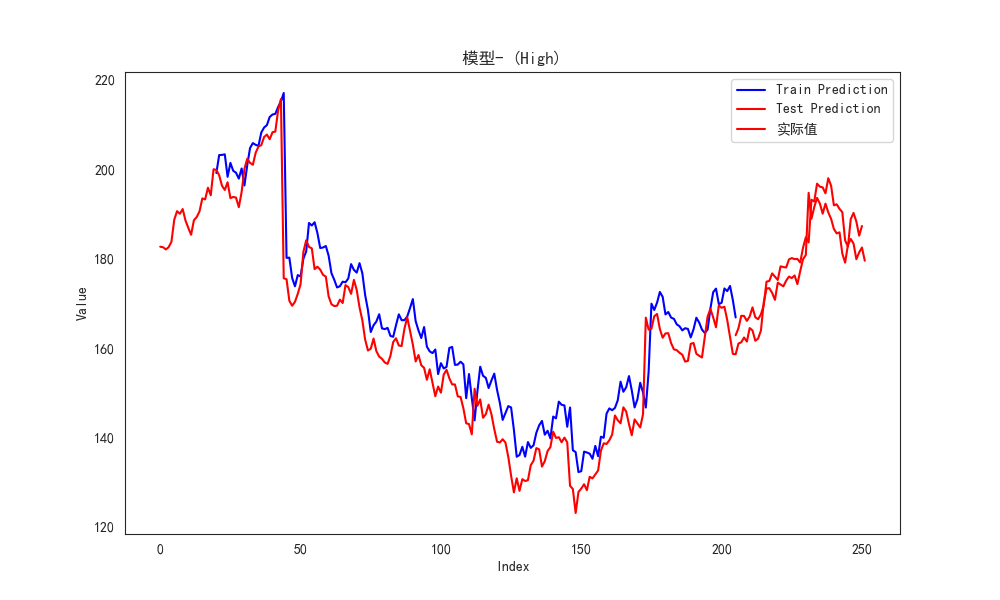 模型- (High)
Train Prediction
Test Prediction
实际值
220
200
180
160
140
120
Value
0
50
100
150
200
250
Index